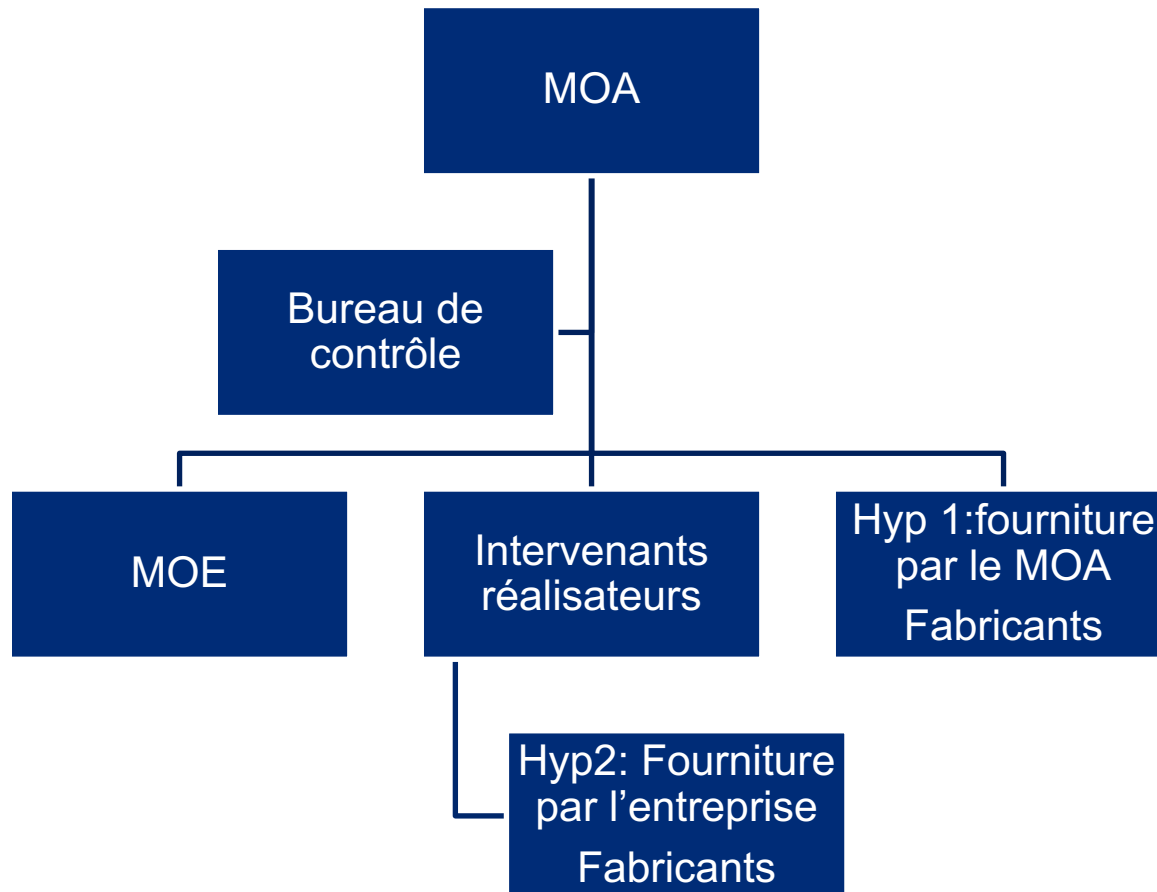 MOA
Bureau de
contrôle
MOE
Intervenants
réalisateurs
Hyp 1:fourniture
par le MOA
Fabricants
Hyp2: Fourniture
par l’entreprise
Fabricants